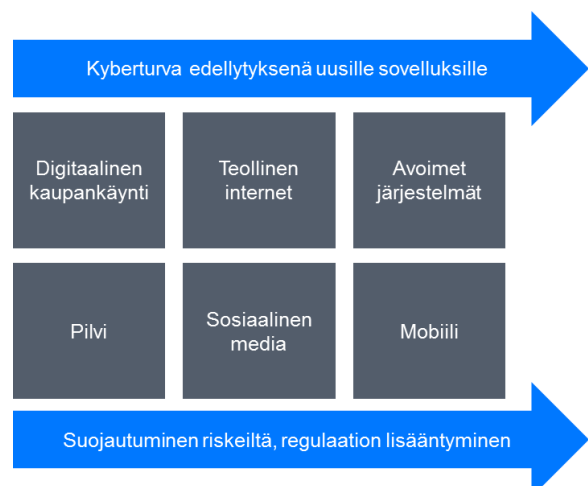 Kyberturva edellytyksenä uusille sovelluksille
Digitaalinen
kaupankäynti
Teollinen
internet
Avoimet
järjestelmät
Pilvi
Sosiaalinen
media
Mobiili
Suojautuminen riskeiltä, regulaation lisääntyminen